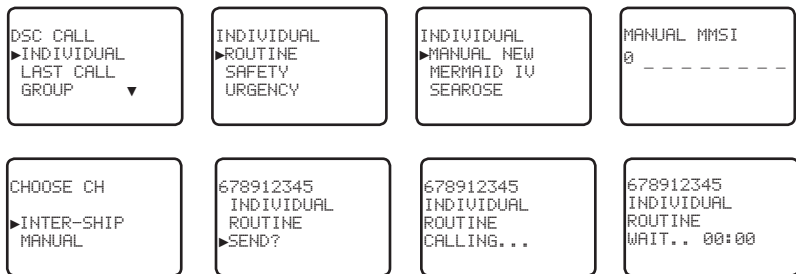 DSC CALL
►INDIVIDUAL
LAST CALL
GROUP ▼
INDIVIDUAL
►ROUTINE
SAFETY
URGENCY
INDIVIDUAL
►MANUAL NEW
MERMAID IV
SEAROSE
MANUAL MMSI
0 _ _ _ _ _ _ _ _
CHOOSE CH
►INTER-SHIP
MANUAL
678912345
INDIVIDUAL
ROUTINE
►SEND?
678912345
INDIVIDUAL
ROUTINE
CALLING...
678912345
INDIVIDUAL
ROUTINE
WAIT.. 00:00